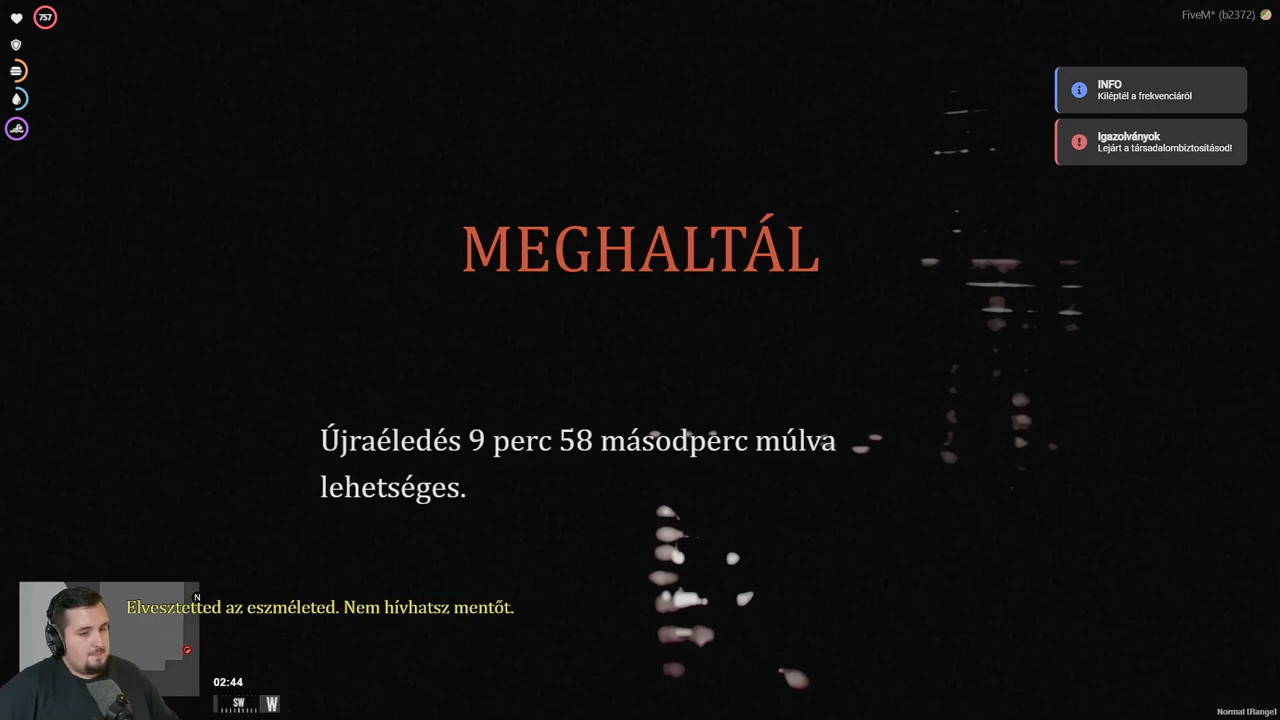 757
FiveM* (b2372)
INFO
Kiléptél a frekvenciáról
Igazolványok
Lejárt a társadalombiztosításod!
MEGHALTÁL
Újraéledés 9 perc 58 másodperc múlva
lehetséges.
N
Elvesztetted az eszméleted. Nem hívhatsz mentőt.
02:44
SW W
Normal [Range]